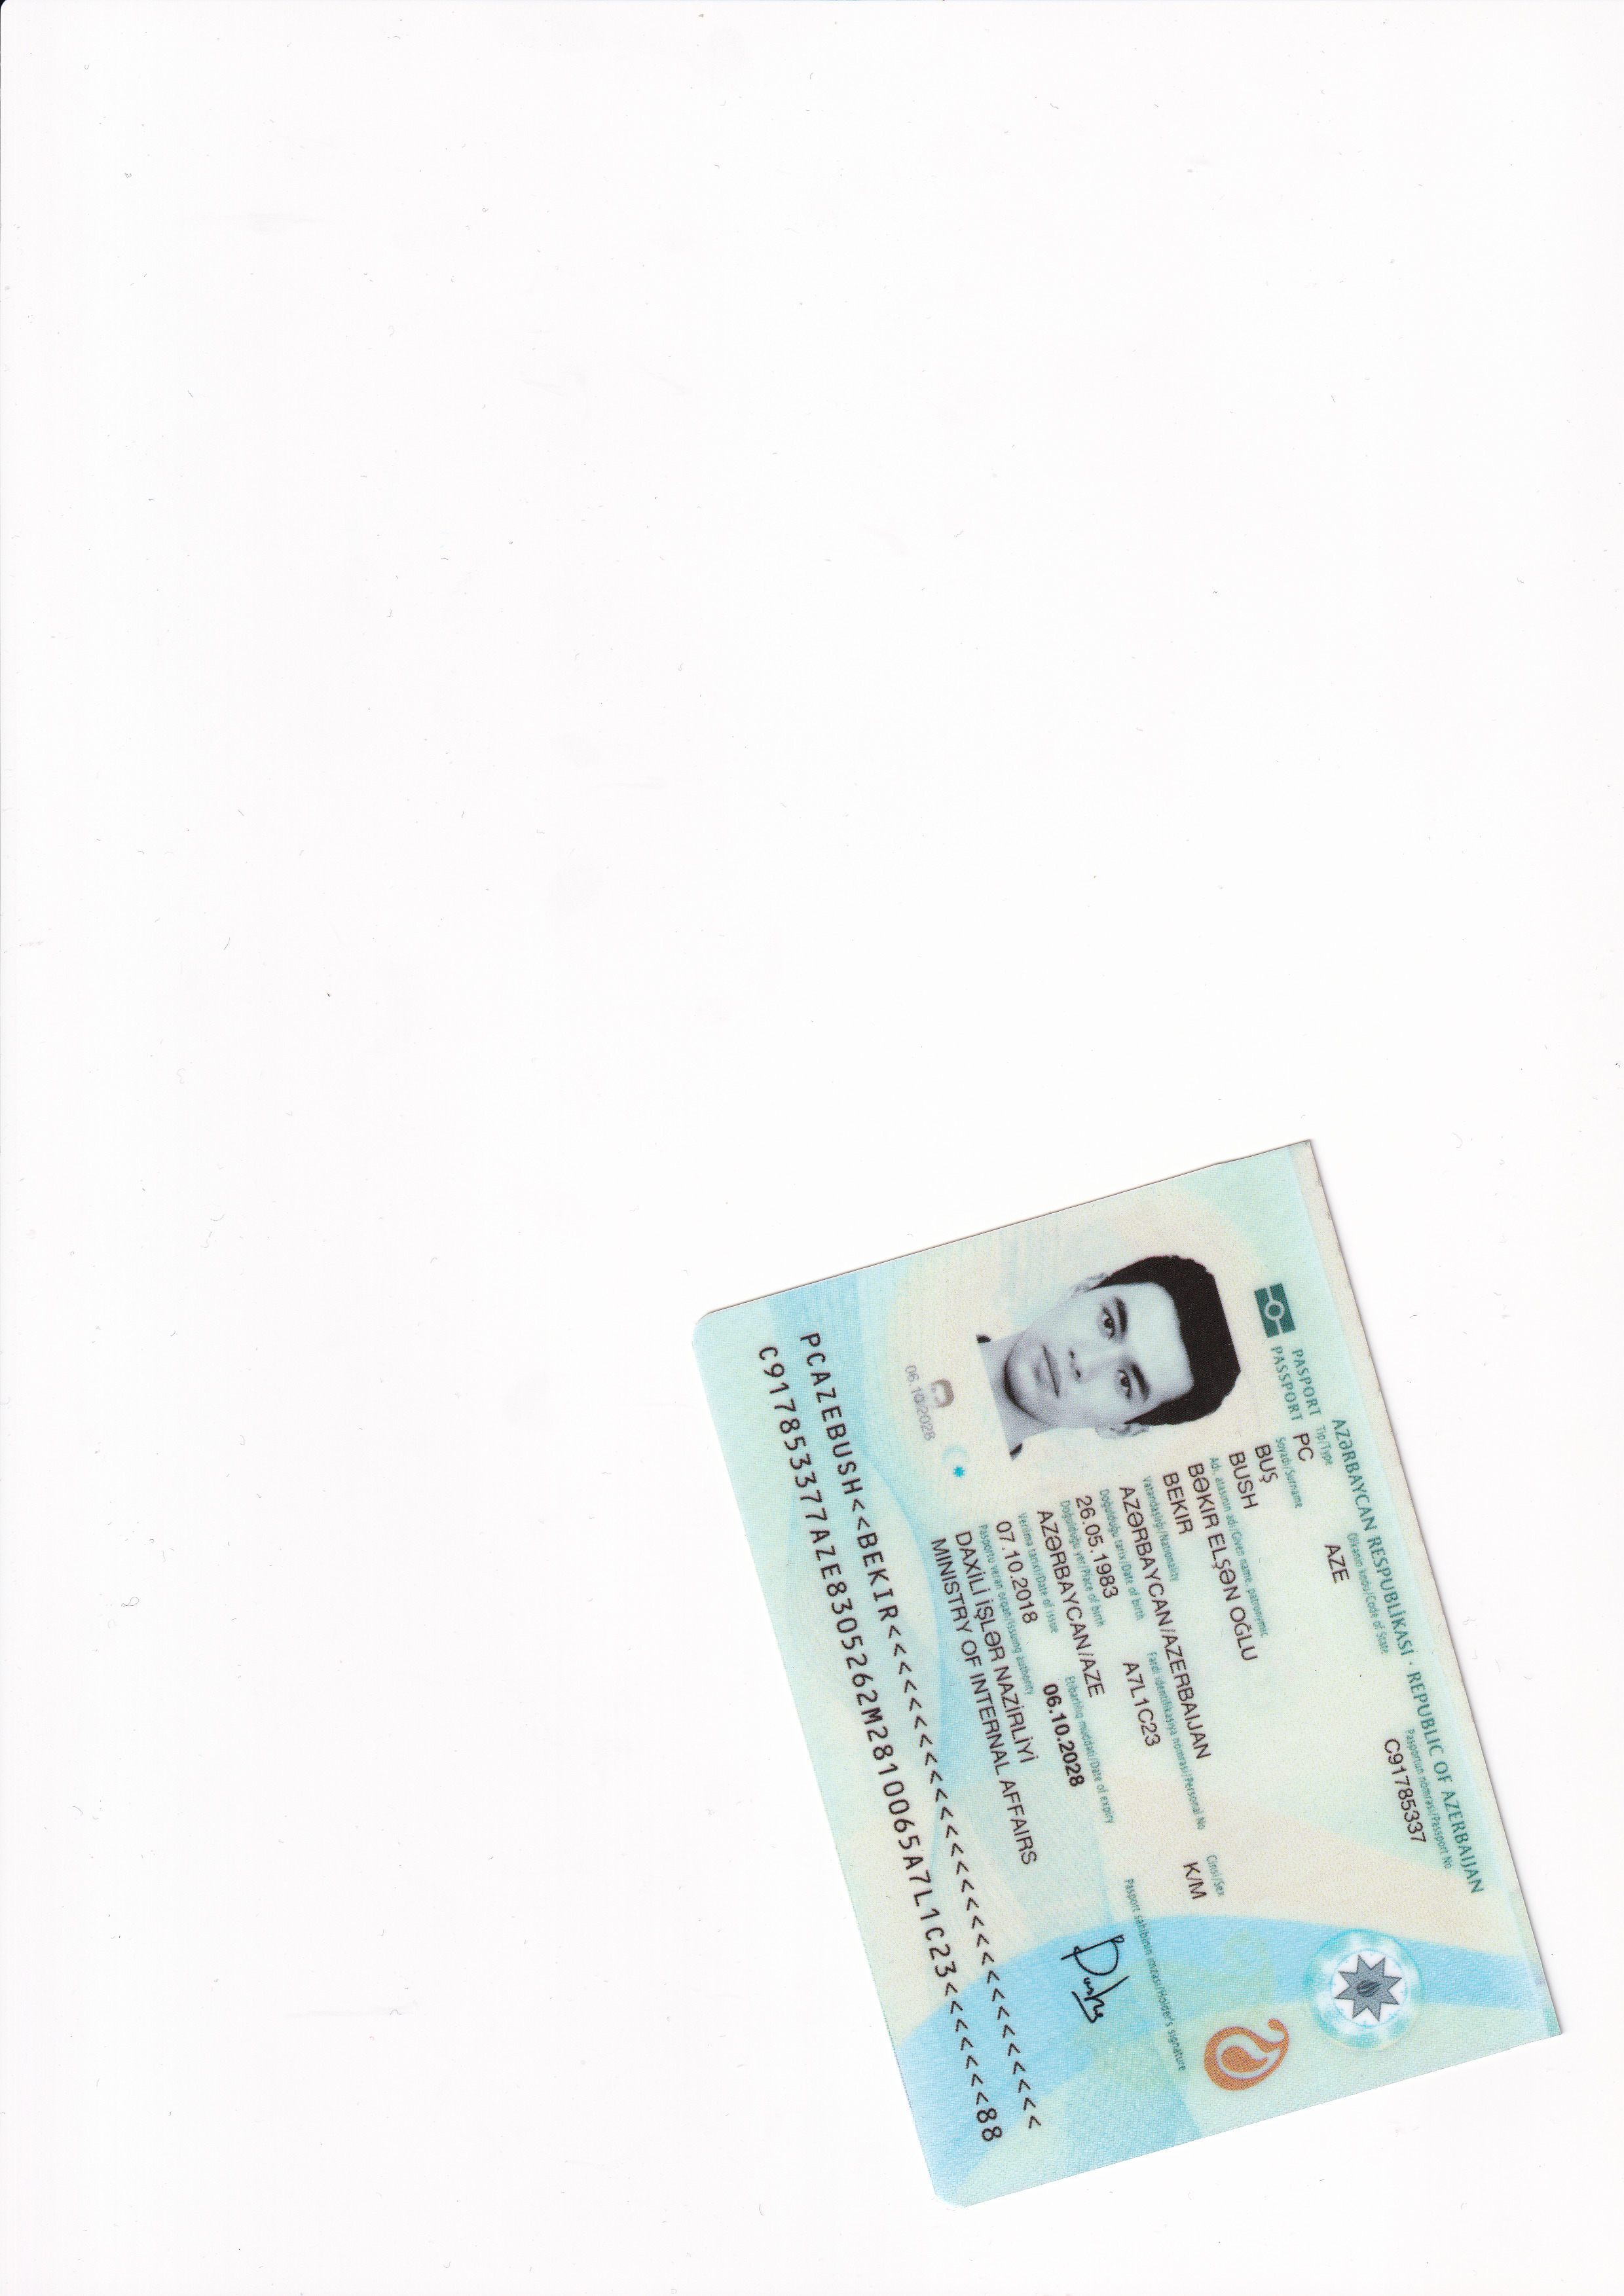 AZƏRBAYCAN RESPUBLİKASI · REPUBLIC OF AZERBAIJAN
PASPORT
PASSPORT
Tip/Type
PC
Ölkənin kodu/Code of State
AZE
Pasportun nömrəsi/Passport No
C91785337
Soyadı/Surname
BUŞ
BUSH
Adı, atasının adı/Given name, patronymic
BƏKIR ELŞƏN OĞLU
BEKIR
Vətəndaşlığı/Nationality
AZƏRBAYCAN/AZERBAIJAN
Doğulduğu tarix/Date of birth
26.05.1983
Fərdi identifikasiya nömrəsi/Personal No
A7L1C23
Cinsi/Sex
K/M
Doğulduğu yer/Place of birth
AZƏRBAYCAN/AZE
Verilmə tarixi/Date of issue
07.10.2018
Etibarlılıq müddəti/Date of expiry
06.10.2028
Pasport sahibinin imzası/Holder's signature
Pasportu verən orqan/Issuing authority
DAXİLİ İŞLƏR NAZİRLİYİ
MINISTRY OF INTERNAL AFFAIRS
06.10.2028
PCAZEBUSH<<BEKIR<<<<<<<<<<<<<<<<<<<<<<<<<<<<
C917853377AZE8305262M2810065A7L1C23<<<<<<<88